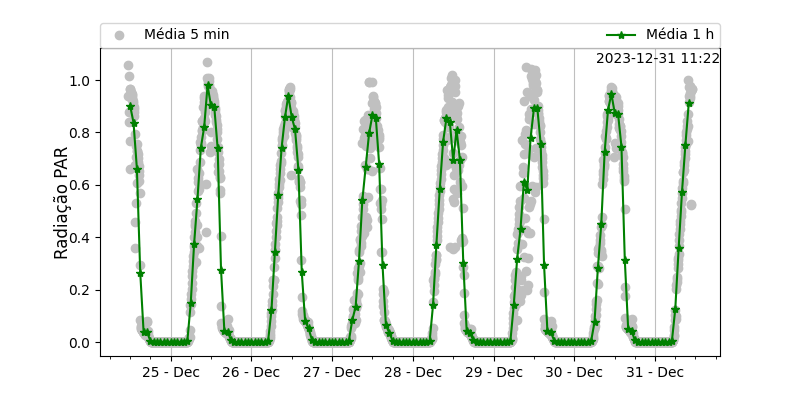 Média 5 min
Média 1 h
2023-12-31 11:22
Radiação PAR
1.0
0.8
0.6
0.4
0.2
0.0
25 - Dec
26 - Dec
27 - Dec
28 - Dec
29 - Dec
30 - Dec
31 - Dec